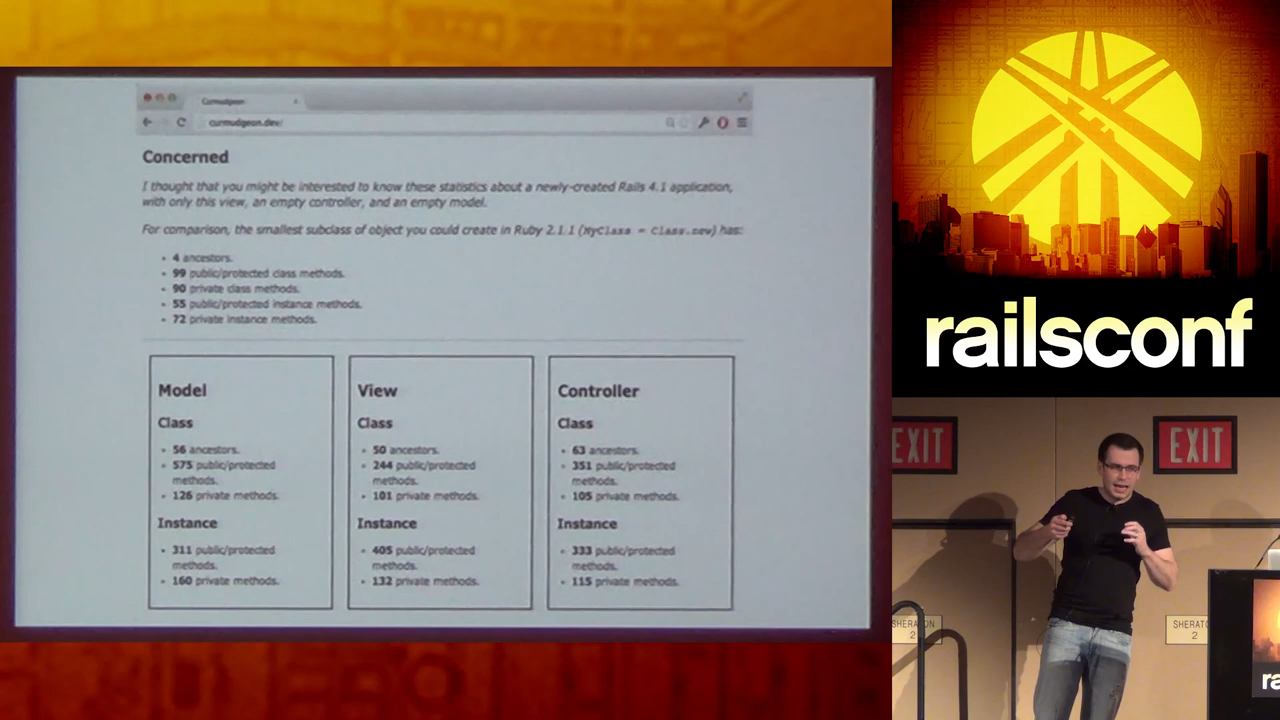 Curmudgeon
curmudgeon.dev/
Concerned
I thought that you might be interested to know these statistics about a newly-created Rails 4.1 application,
with only this view, an empty controller, and an empty model.
For comparison, the smallest subclass of object you could create in Ruby 2.1.1 (MyClass = Class.new) has:
4 ancestors.
99 public/protected class methods.
90 private class methods.
55 public/protected instance methods.
72 private instance methods.
Model
Class
56 ancestors.
575 public/protected
methods.
126 private methods.
Instance
311 public/protected
methods.
160 private methods.
View
Class
50 ancestors.
244 public/protected
methods.
101 private methods.
Instance
405 public/protected
methods.
132 private methods.
Controller
Class
63 ancestors.
351 public/protected
methods.
105 private methods.
Instance
333 public/protected
methods.
115 private methods.
railsconf
EXIT
EXIT
SHERATON
2
SHERATO
2
ra